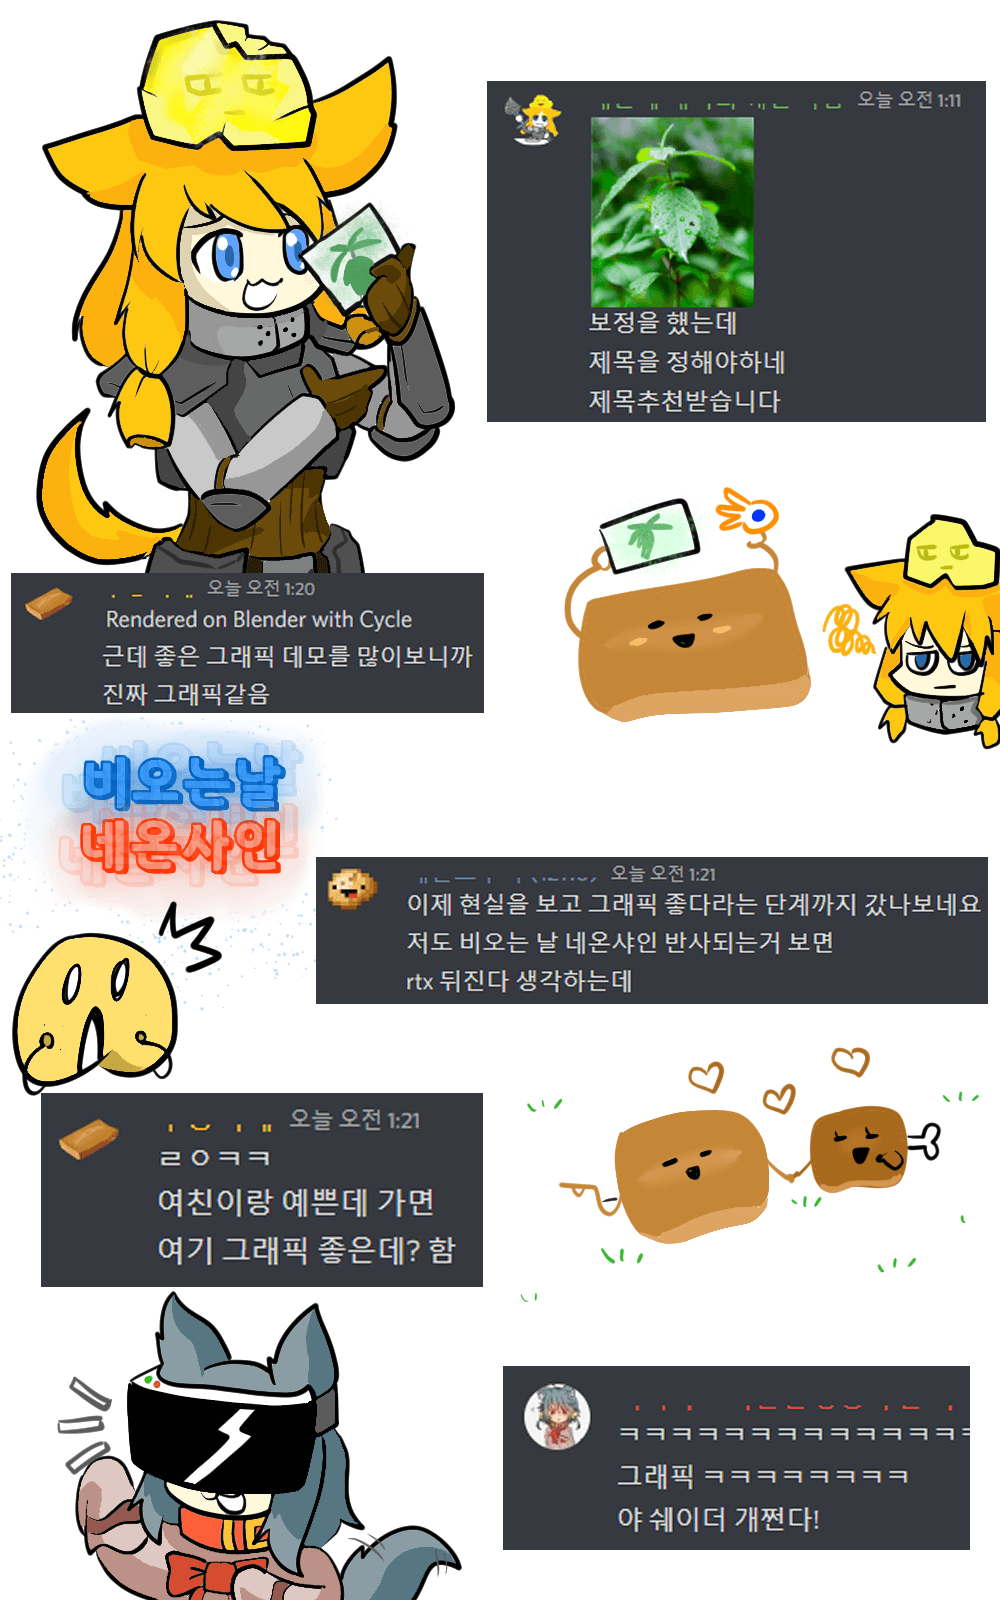 오늘 오전 1:11
보정을 했는데
제목을 정해야하네
제목추천받습니다
오늘 오전 1:20
Rendered on Blender with Cycle
근데 좋은 그래픽 데모를 많이보니까
진짜 그래픽같음
비오는날
네온사인
오늘 오전 1:21
이제 현실을 보고 그래픽 좋다라는 단계까지 갔나보네요
저도 비오는 날 네온샤인 반사되는거 보면
rtx 뒤진다 생각하는데
오늘 오전 1:21
ㄹㅇㅋㅋ
여친이랑 예쁜데 가면
여기 그래픽 좋은데? 함
ㅋㅋㅋㅋㅋㅋㅋㅋㅋㅋㅋㅋㅋㅋ
그래픽 ㅋㅋㅋㅋㅋㅋㅋㅋ
야 쉐이더 개쩐다!